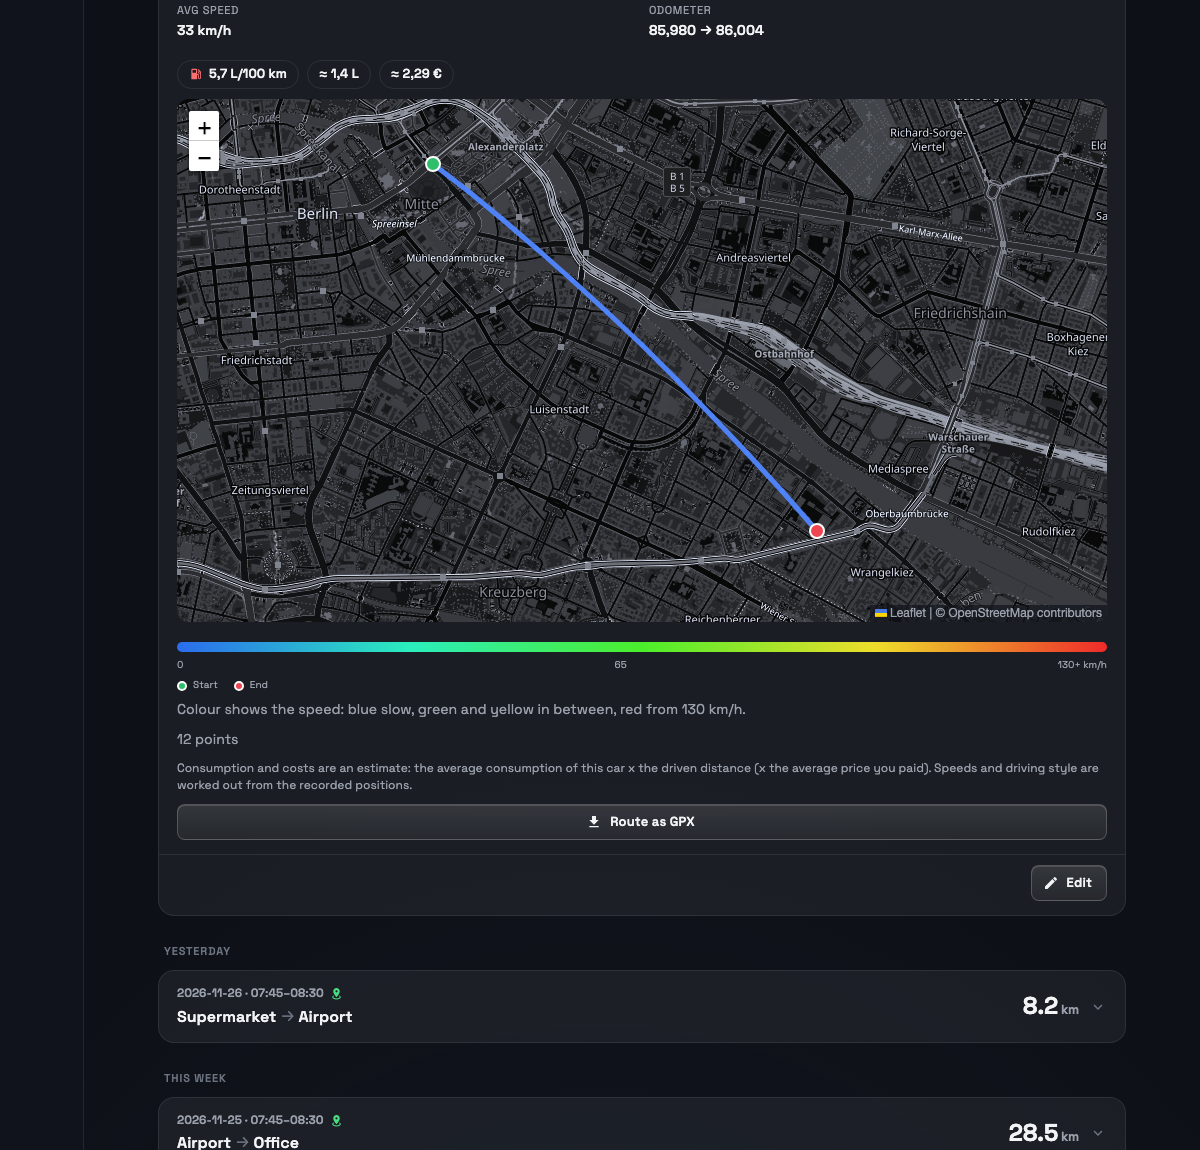 AVG SPEED
33 km/h
ODOMETER
85,980 → 86,004
5,7 L/100 km
≈ 1,4 L
≈ 2,29 €
+
−
Spree
Alexanderplatz
Richard-Sorge-
Viertel
Eld
B 1
B 5
Dorotheenstadt
Mitte
Berlin
Spreeinsel
Sa
Karl-Marx-Allee
Mühlendammbrücke
Spree
Andreasviertel
Friedrichshain
Boxhagener
Kiez
Ostbahnhof
Friedrichstadt
Spree
Luisenstadt
Warschauer
Straße
Mediaspree
Zeitungsviertel
er
f
Oberbaumbrücke
Rudolfkiez
Wrangelkiez
Kreuzberg
ben
Wiener S
Reichenberger
Leaflet | © OpenStreetMap contributors
0
65
130+ km/h
Start
End
Colour shows the speed: blue slow, green and yellow in between, red from 130 km/h.
12 points
Consumption and costs are an estimate: the average consumption of this car x the driven distance (x the average price you paid). Speeds and driving style are
worked out from the recorded positions.
Route as GPX
Edit
YESTERDAY
2026-11-26 · 07:45–08:30
Supermarket → Airport
8.2 km
THIS WEEK
2026-11-25 · 07:45–08:30
Airport → Office
28.5 km